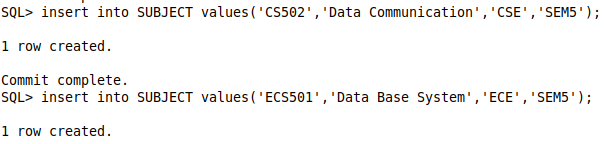 SQL> insert into SUBJECT values('CS502','Data Communication','CSE','SEM5');
1 row created.
Commit complete.
SQL> insert into SUBJECT values('ECS501','Data Base System','ECE','SEM5');
1 row created.